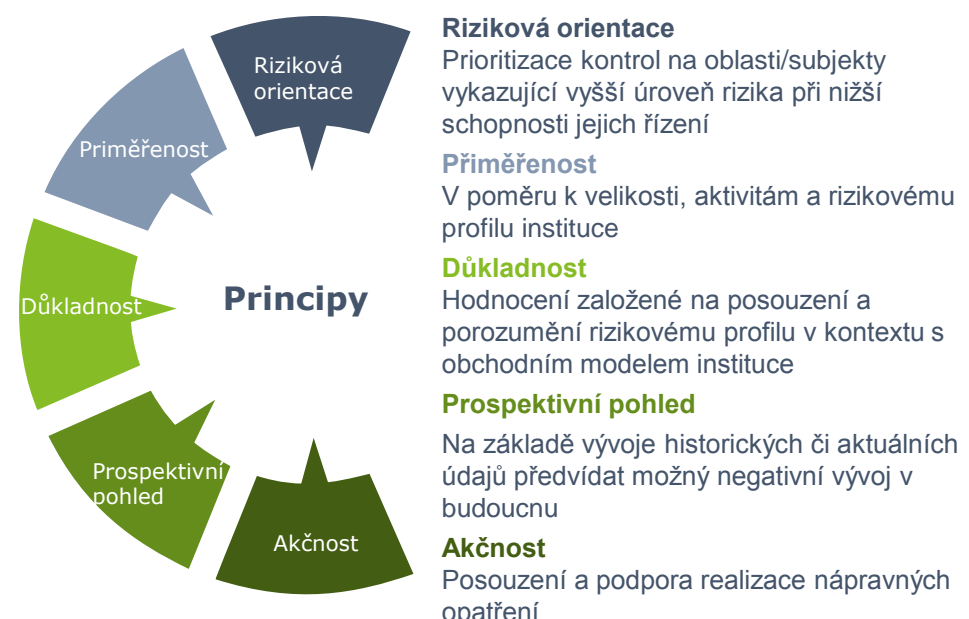 Riziková
orientace
Priměřenost
Důkladnost
Prospektivní
pohled
Akčnost
Principy
Riziková orientace
Prioritizace kontrol na oblasti/subjekty
vykazující vyšší úroveň rizika při nižší
schopnosti jejich řízení
Přiměřenost
V poměru k velikosti, aktivitám a rizikovému
profilu instituce
Důkladnost
Hodnocení založené na posouzení a
porozumění rizikovému profilu v kontextu s
obchodním modelem instituce
Prospektivní pohled
Na základě vývoje historických či aktuálních
údajů předvídat možný negativní vývoj v
budoucnu
Akčnost
Posouzení a podpora realizace nápravných
opatření